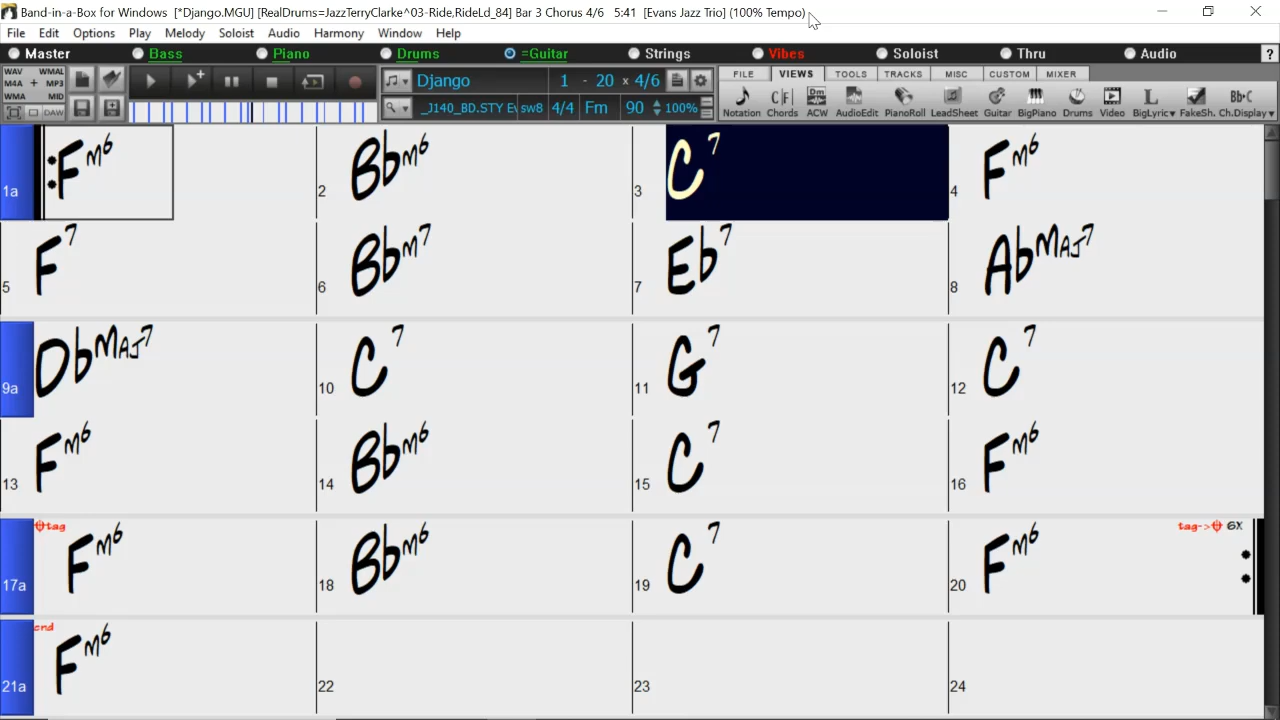 Band-in-a-Box for Windows [*Django.MGU] [RealDrums=JazzTerryClarke^03-Ride,RideLd_84] Bar 3 Chorus 4/6 5:41 [Evans Jazz Trio] (100% Tempo)
File Edit Options Play Melody Soloist Audio Harmony Window Help
Master Bass Piano Drums =Guitar Strings Vibes Soloist Thru Audio ?
WAV WMAL
M4A + MP3
WMA MID
DAW
Django 1 - 20 x 4/6
_J140_BD.STY Ev sw8 4/4 Fm 90 100%
FILE VIEWS TOOLS TRACKS MISC CUSTOM MIXER
Notation Chords ACW AudioEdit PianoRoll LeadSheet Guitar BigPiano Drums Video BigLyric FakeSh. Ch.Display
1a Fm6 2 Bbm6 3 C7 4 Fm6
5 F7 6 Bbm7 7 Eb7 8 AbMAJ7
9a DbMAJ7 10 C7 11 G7 12 C7
13 Fm6 14 Bbm6 15 C7 16 Fm6
tag tag-> 6X
17a Fm6 18 Bbm6 19 C7 20 Fm6
end
21a Fm6 22 23 24